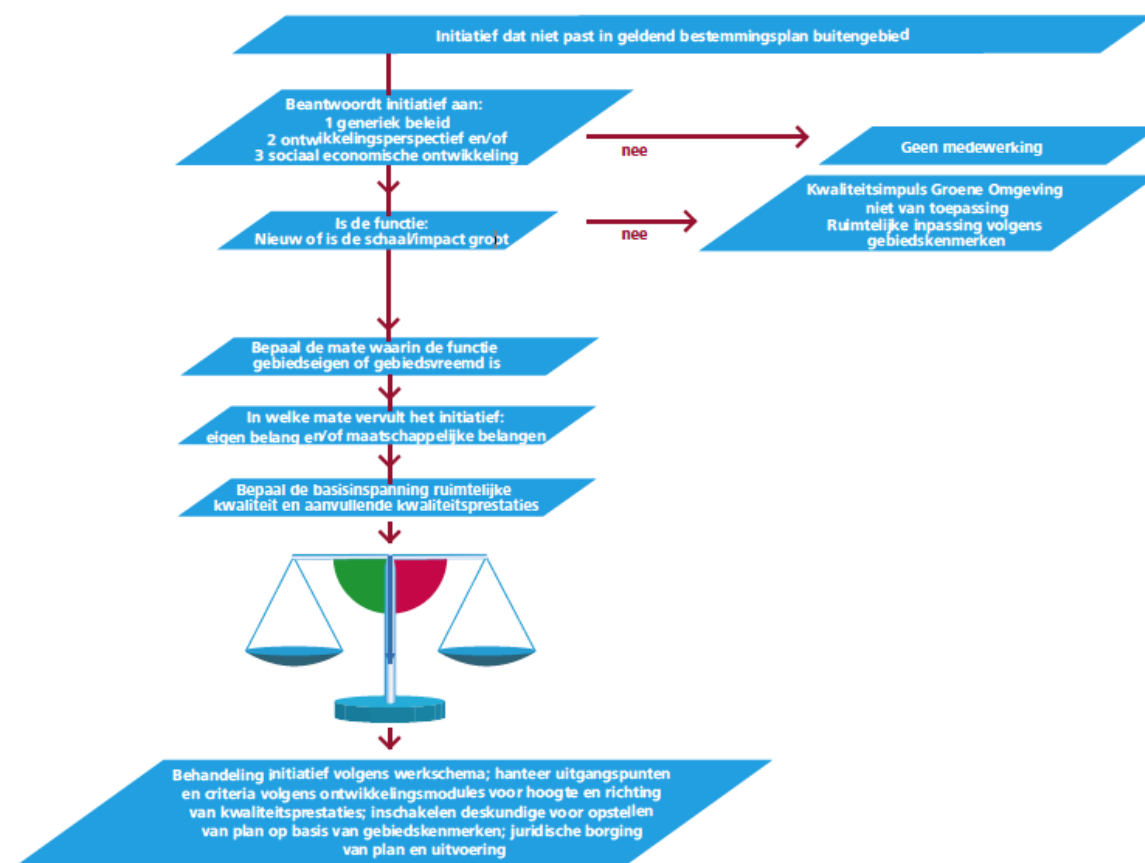 Initiatief dat niet past in geldend bestemmingsplan buitengebied
Beantwoordt initiatief aan:
1 generiek beleid
2 ontwikkelingsperspectief en/of
3 sociaal economische ontwikkeling
nee
Geen medewerking
Is de functie:
Nieuw of is de schaal/impact groot
nee
Kwaliteitsimpuls Groene Omgeving
niet van toepassing
Ruimtelijke inpassing volgens
gebiedskenmerken
Bepaal de mate waarin de functie
gebiedseigen of gebiedsvreemd is
In welke mate vervult het initiatief:
eigen belang en/of maatschappelijke belangen
Bepaal de basisinspanning ruimtelijke
kwaliteit en aanvullende kwaliteitsprestaties
Behandeling initiatief volgens werkschema; hanteer uitgangspunten
en criteria volgens ontwikkelingsmodules voor hoogte en richting
van kwaliteitsprestaties; inschakelen deskundige voor opstellen
van plan op basis van gebiedskenmerken; juridische borging
van plan en uitvoering